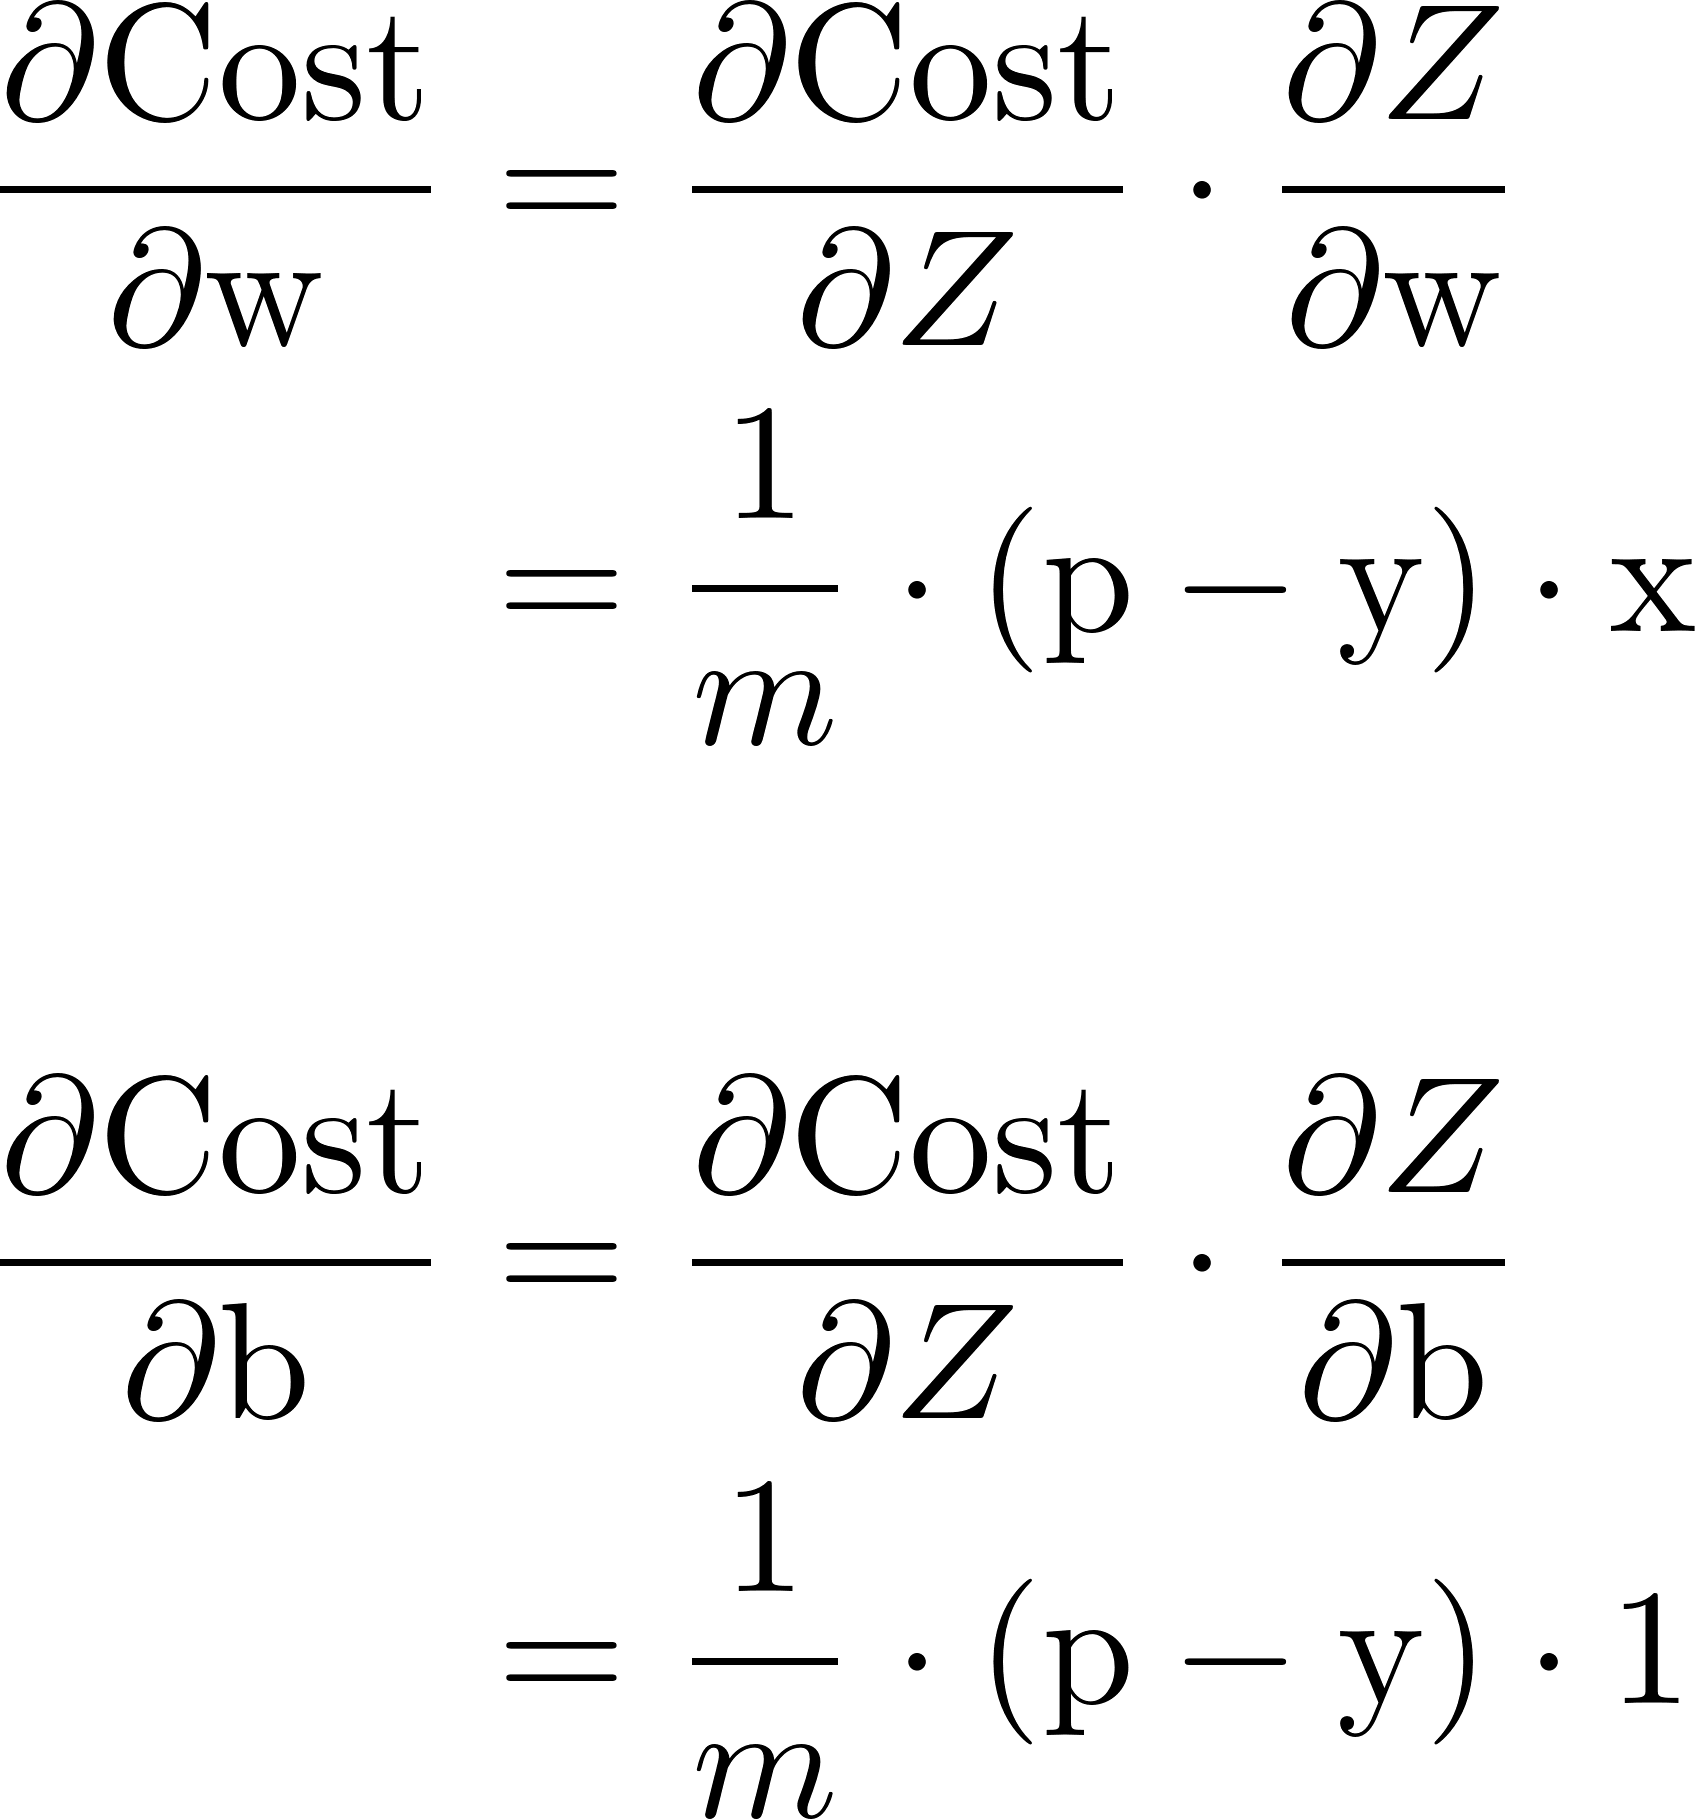 ∂Cost/∂w = ∂Cost/∂Z · ∂Z/∂w
= 1/m · (p − y) · x
∂Cost/∂b = ∂Cost/∂Z · ∂Z/∂b
= 1/m · (p − y) · 1